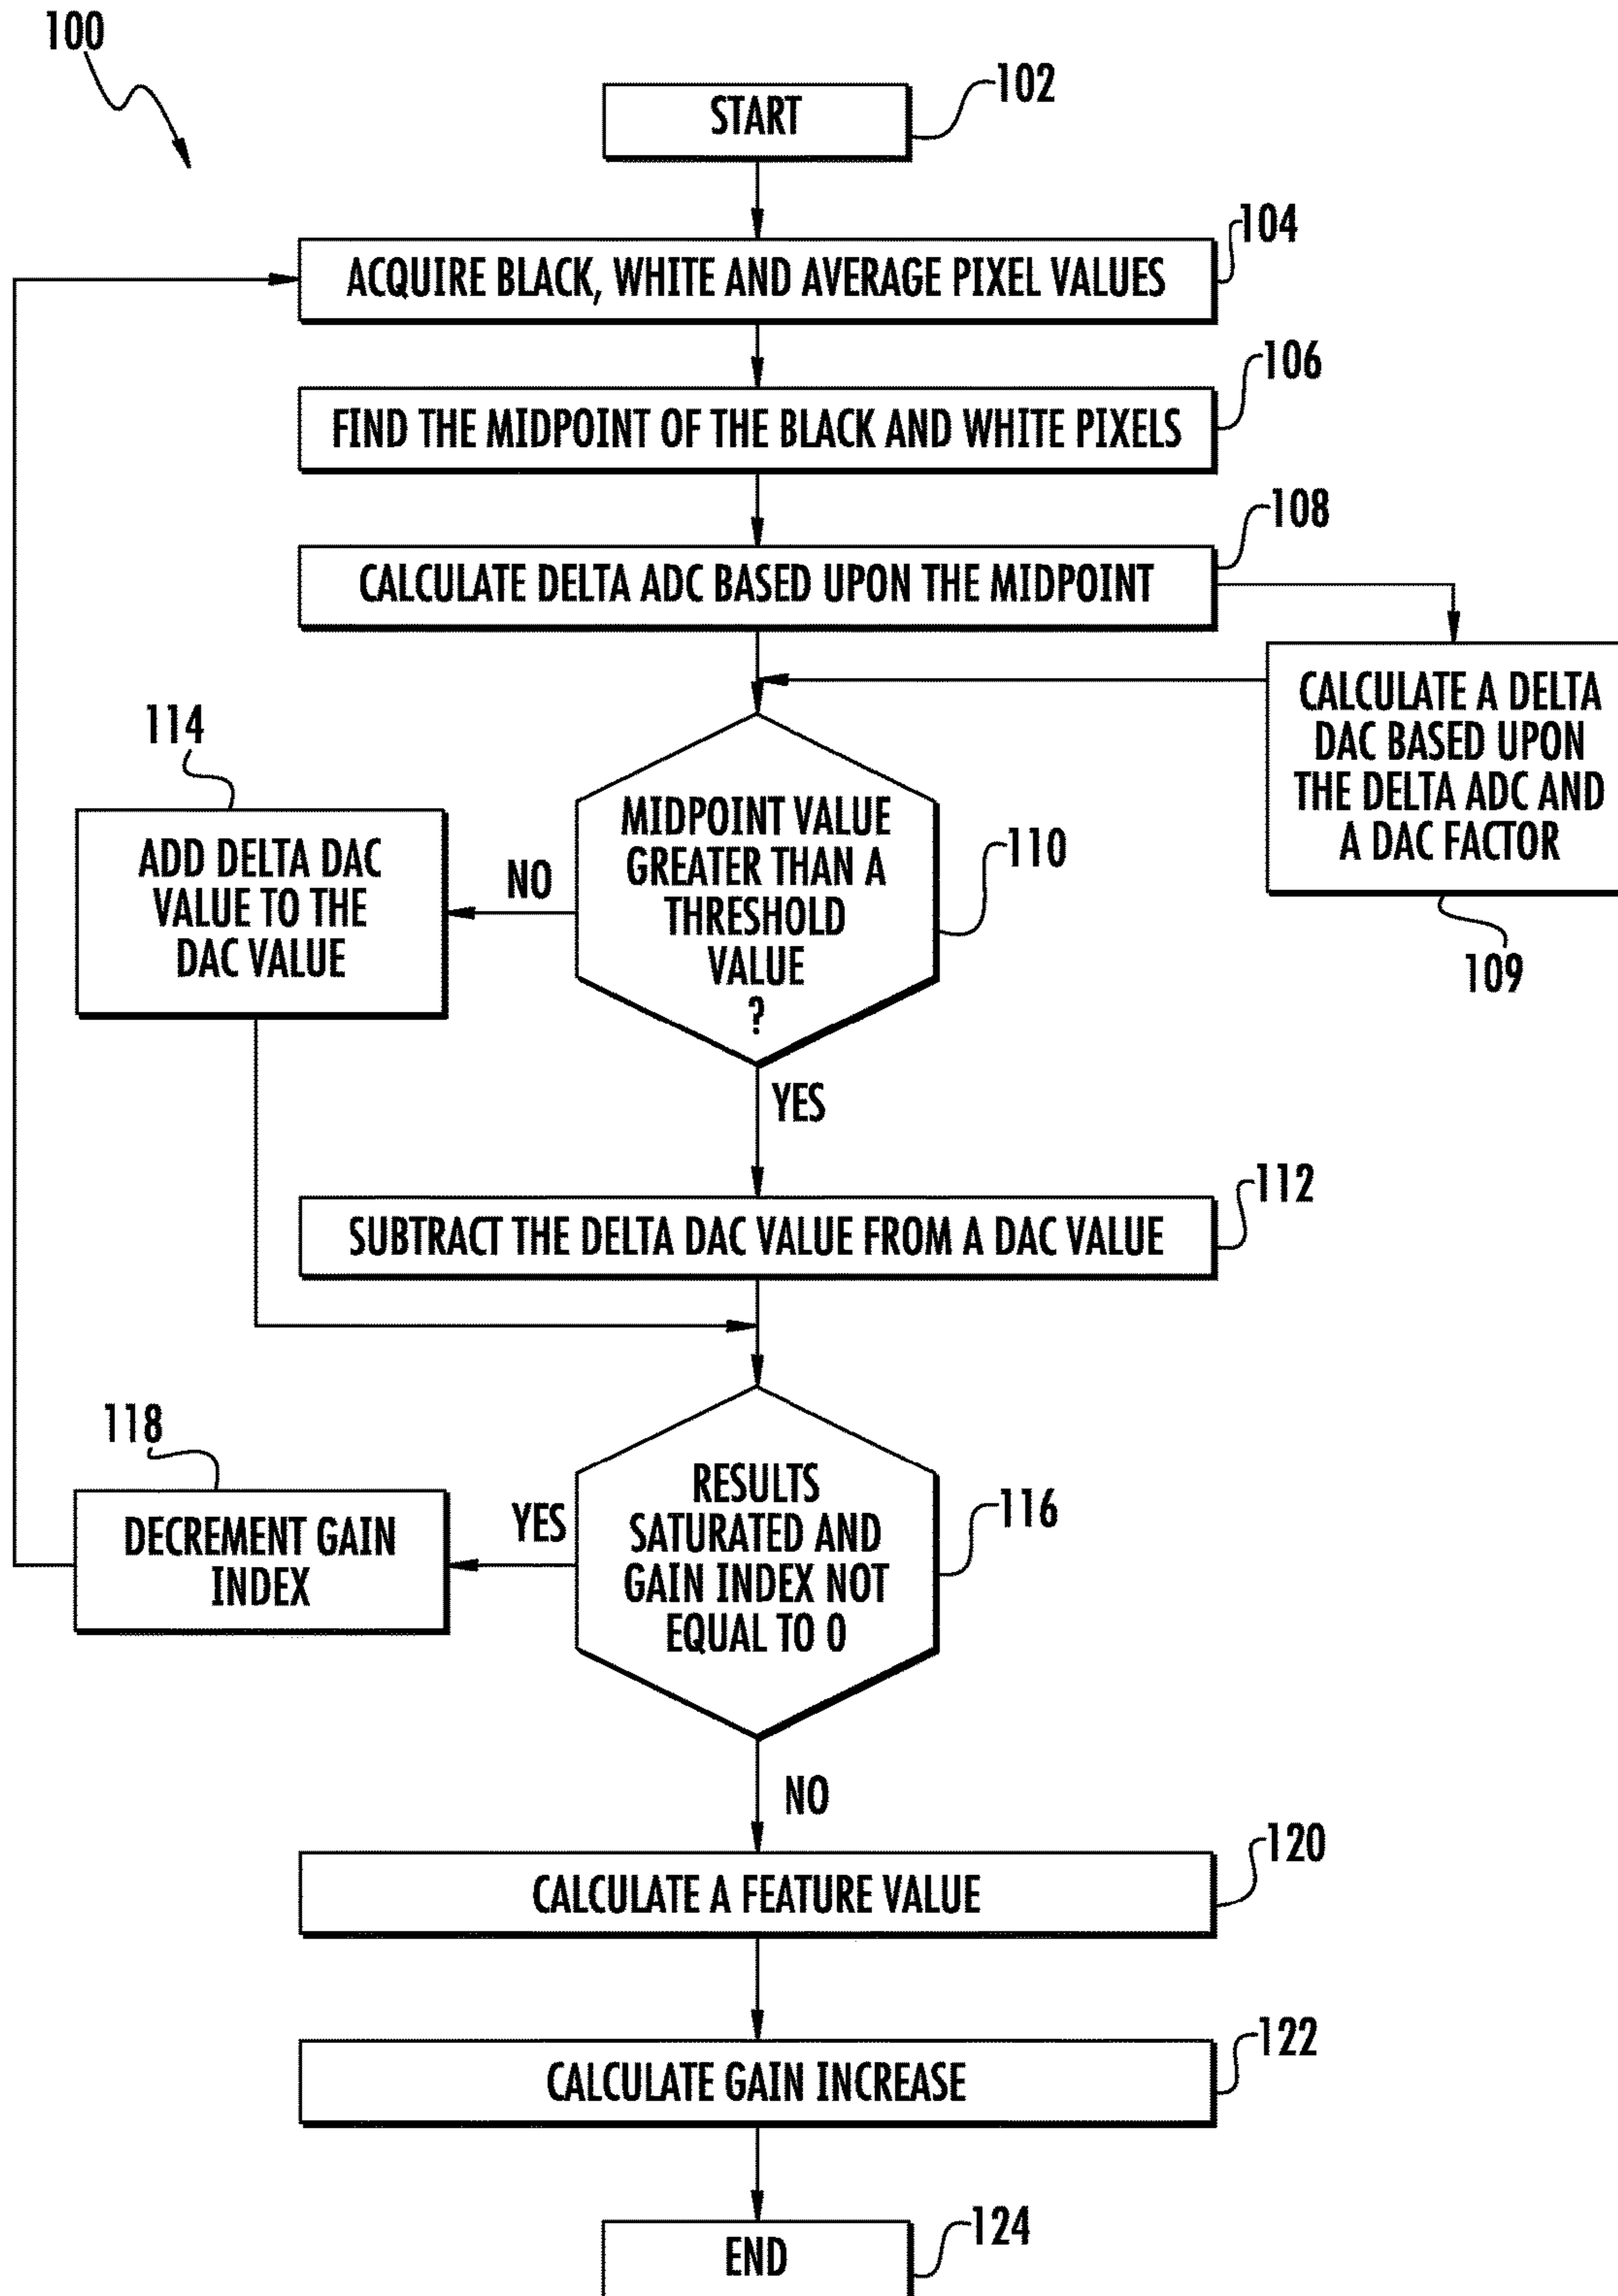 100
START
102
ACQUIRE BLACK, WHITE AND AVERAGE PIXEL VALUES
104
FIND THE MIDPOINT OF THE BLACK AND WHITE PIXELS
106
CALCULATE DELTA ADC BASED UPON THE MIDPOINT
108
CALCULATE A DELTA
DAC BASED UPON
THE DELTA ADC AND
A DAC FACTOR
109
MIDPOINT VALUE
GREATER THAN A
THRESHOLD
VALUE
?
110
NO
114
ADD DELTA DAC
VALUE TO THE
DAC VALUE
YES
SUBTRACT THE DELTA DAC VALUE FROM A DAC VALUE
112
RESULTS
SATURATED AND
GAIN INDEX NOT
EQUAL TO 0
116
YES
118
DECREMENT GAIN
INDEX
NO
CALCULATE A FEATURE VALUE
120
CALCULATE GAIN INCREASE
122
END
124